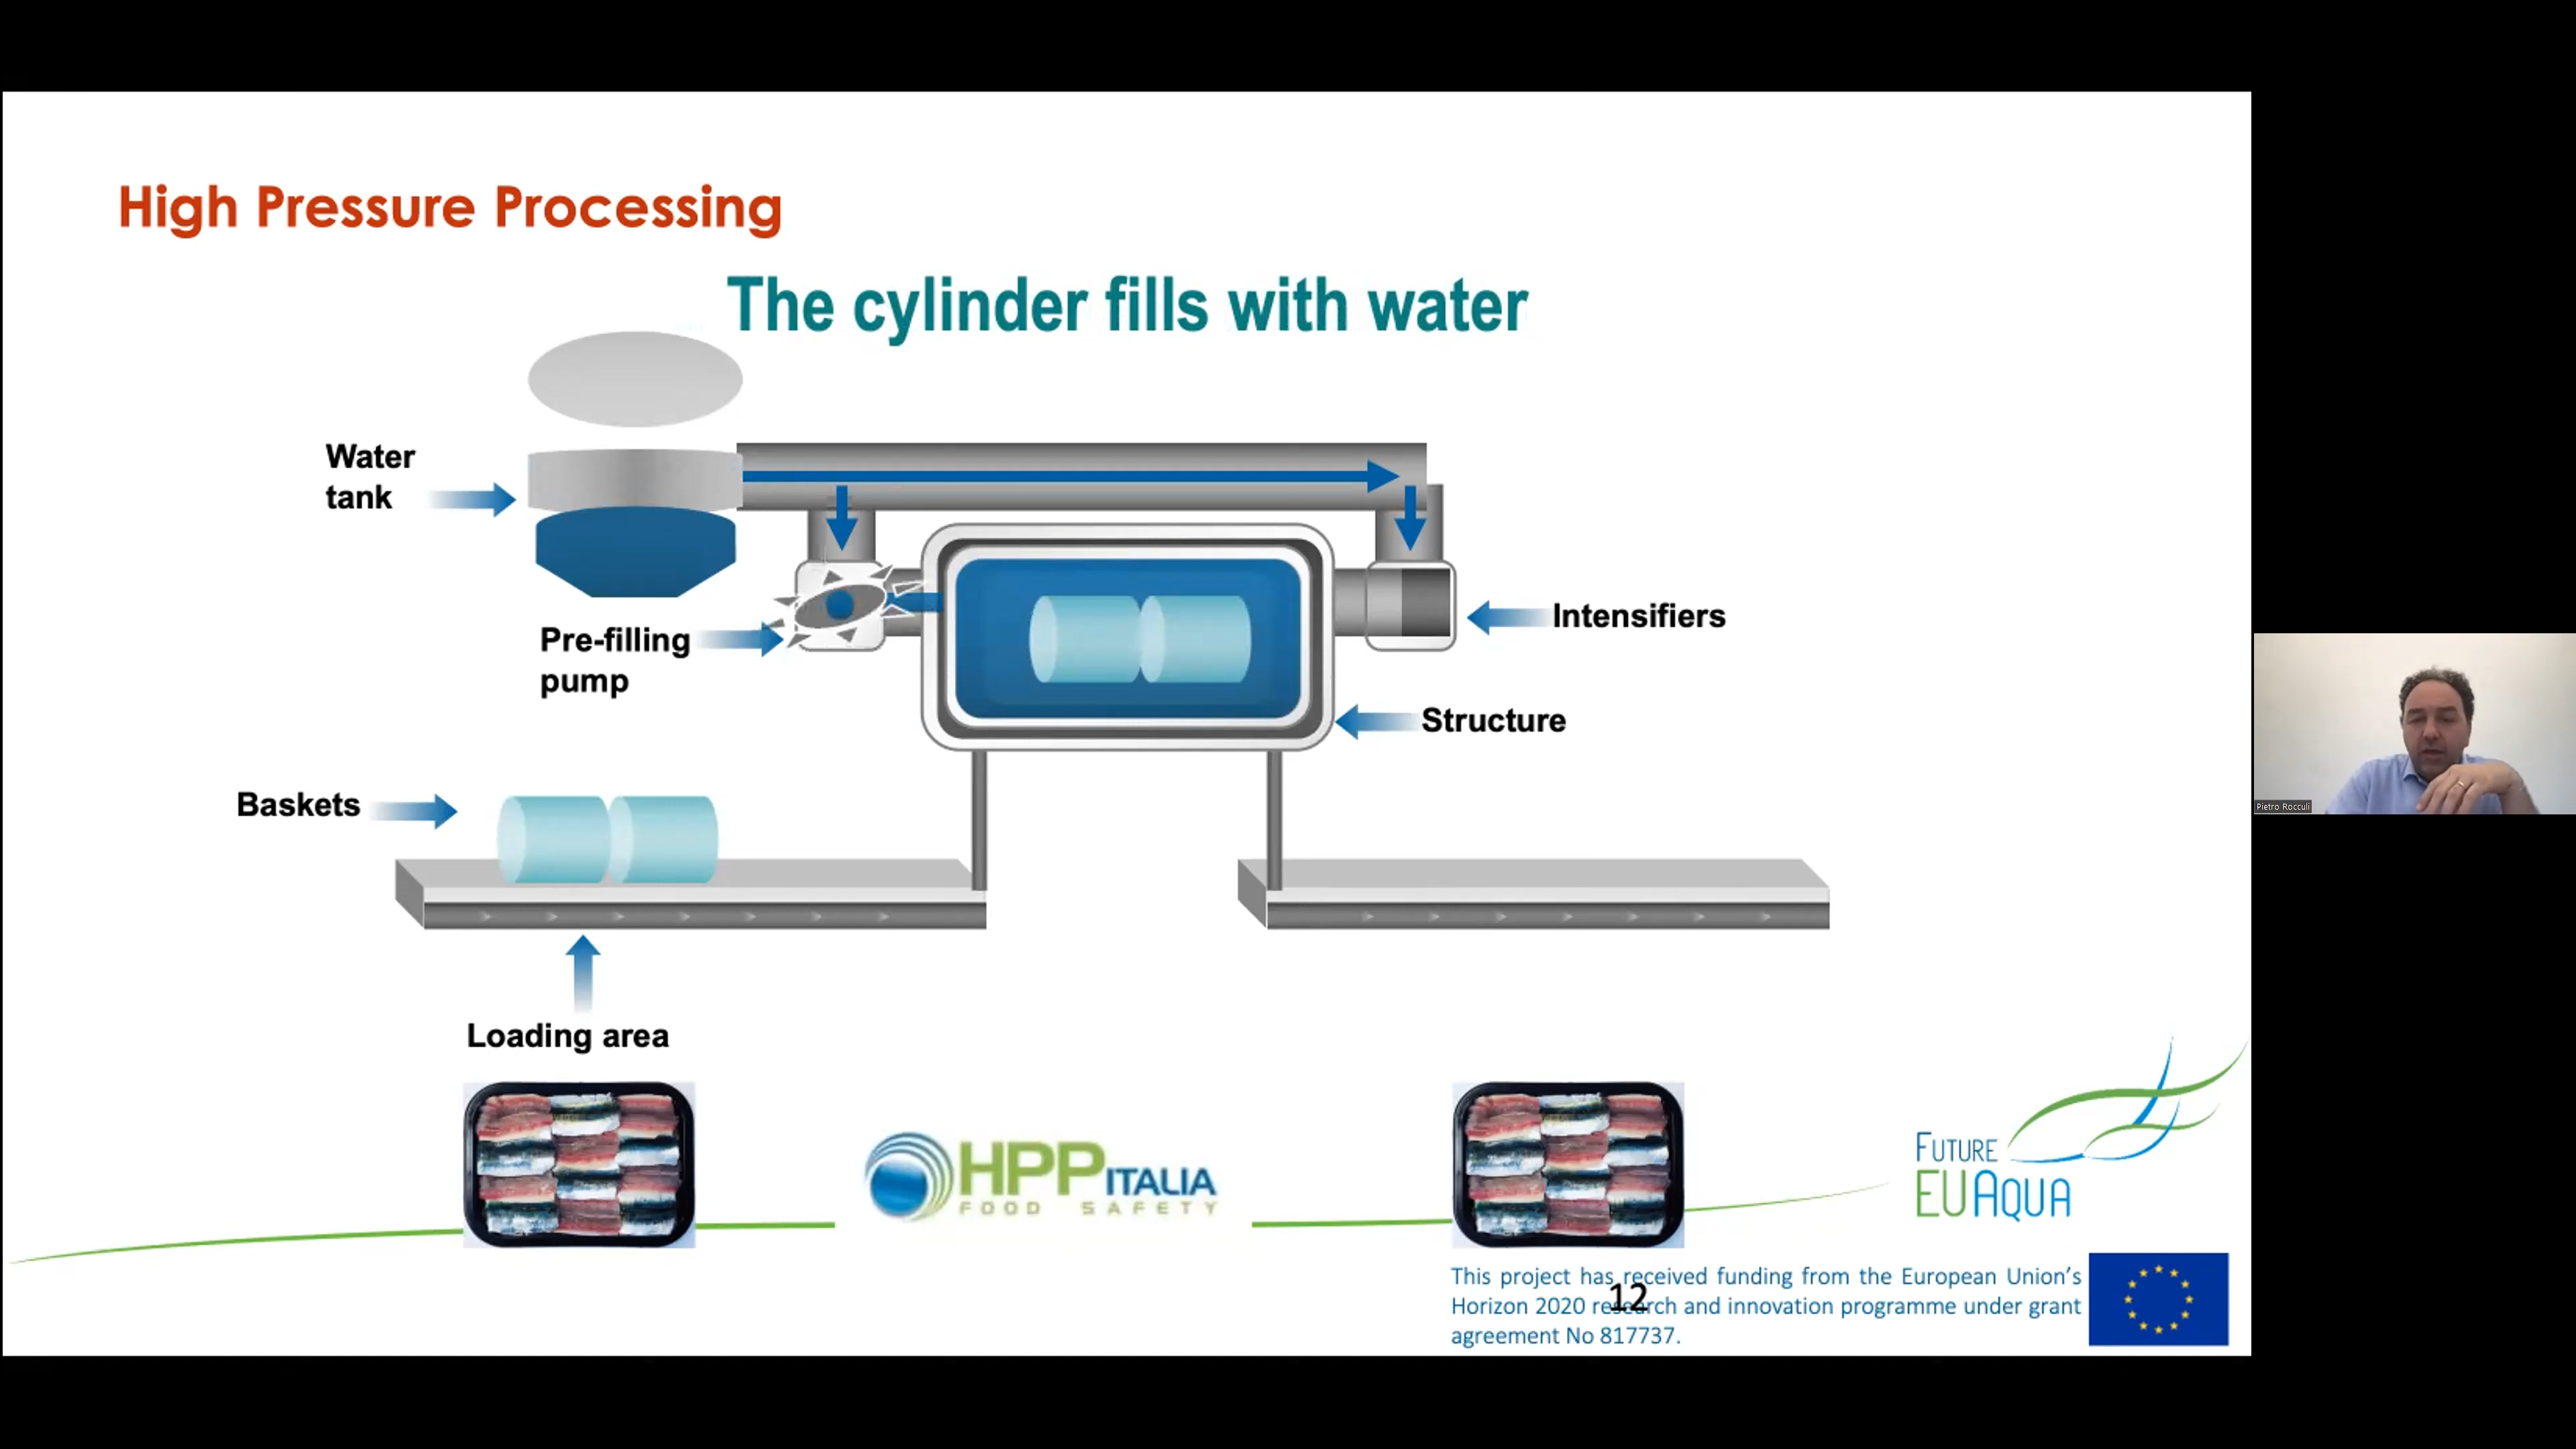 High Pressure Processing
The cylinder fills with water
Water
tank
Pre-filling
pump
Intensifiers
Structure
Baskets
Loading area
HPP ITALIA
FOOD SAFETY
FUTURE
EUAQUA
This project has received funding from the European Union's
Horizon 2020 research and innovation programme under grant
agreement No 817737.
12
Pietro Rocculi